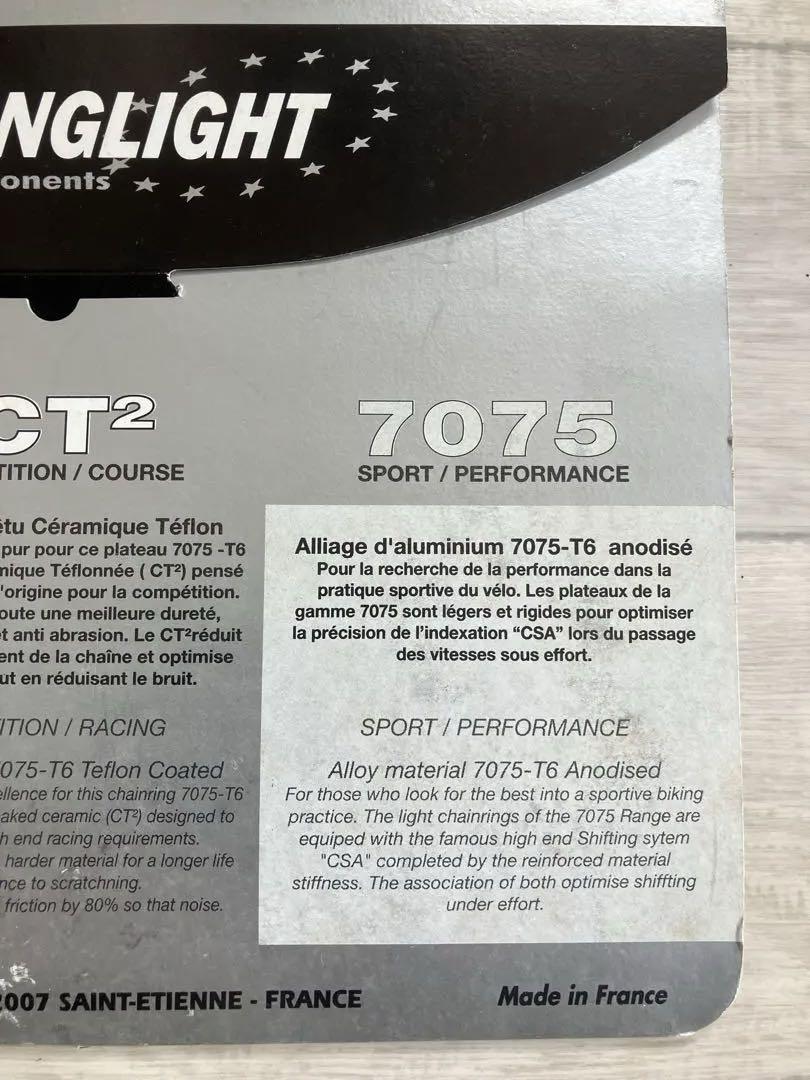 NGLIGHT
onents
CT²
7075
TITION / COURSE
SPORT / PERFORMANCE
êtu Céramique Téflon
pur pour ce plateau 7075 -T6
mique Téflonnée ( CT²) pensé
'origine pour la compétition.
oute une meilleure dureté,
et anti abrasion. Le CT²réduit
ent de la chaîne et optimise
ut en réduisant le bruit.
Alliage d'aluminium 7075-T6 anodisé
Pour la recherche de la performance dans la
pratique sportive du vélo. Les plateaux de la
gamme 7075 sont légers et rigides pour optimiser
la précision de l'indexation “CSA” lors du passage
des vitesses sous effort.
TITION / RACING
7075-T6 Teflon Coated
ellence for this chainring 7075-T6
aked ceramic (CT²) designed to
h end racing requirements.
harder material for a longer life
nce to scratchning.
friction by 80% so that noise.
SPORT / PERFORMANCE
Alloy material 7075-T6 Anodised
For those who look for the best into a sportive biking
practice. The light chainrings of the 7075 Range are
equiped with the famous high end Shifting sytem
"CSA" completed by the reinforced material
stiffness. The association of both optimise shiffting
under effort.
2007 SAINT-ETIENNE - FRANCE
Made in France